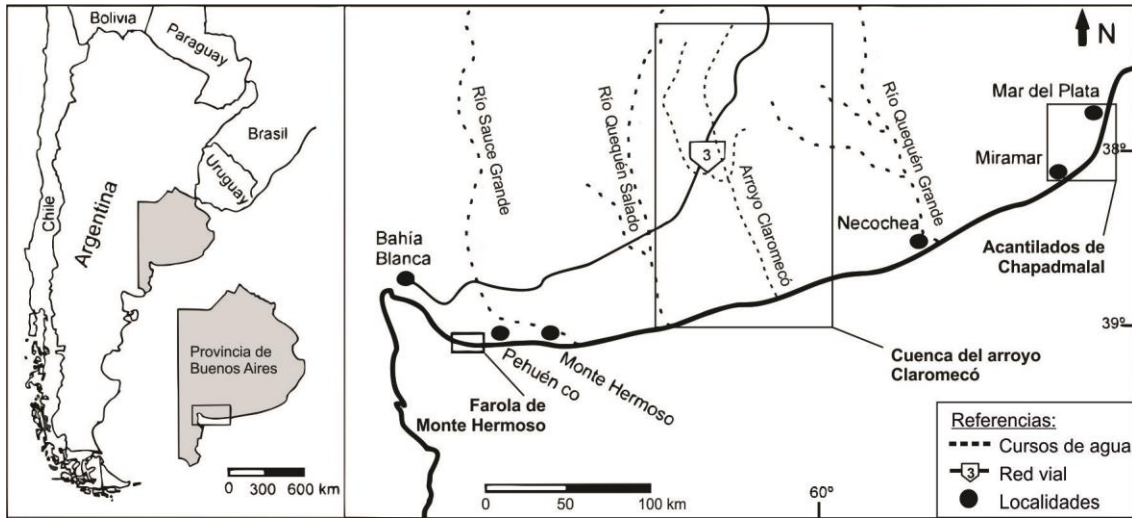 Bolivia
Paraguay
Brasil
Uruguay
Chile
Argentina
Provincia de
Buenos Aires
0 300 600 km
N
Río Sauce Grande
Río Quequén Salado
3
Arroyo Claromecó
Río Quequén Grande
Mar del Plata
38º
Miramar
Necochea
Bahía
Blanca
Acantilados de
Chapadmalal
39º
Pehuén co
Monte Hermoso
Cuenca del arroyo
Claromecó
Farola de
Monte Hermoso
0 50 100 km
60º
Referencias:
Cursos de agua
3 Red vial
Localidades